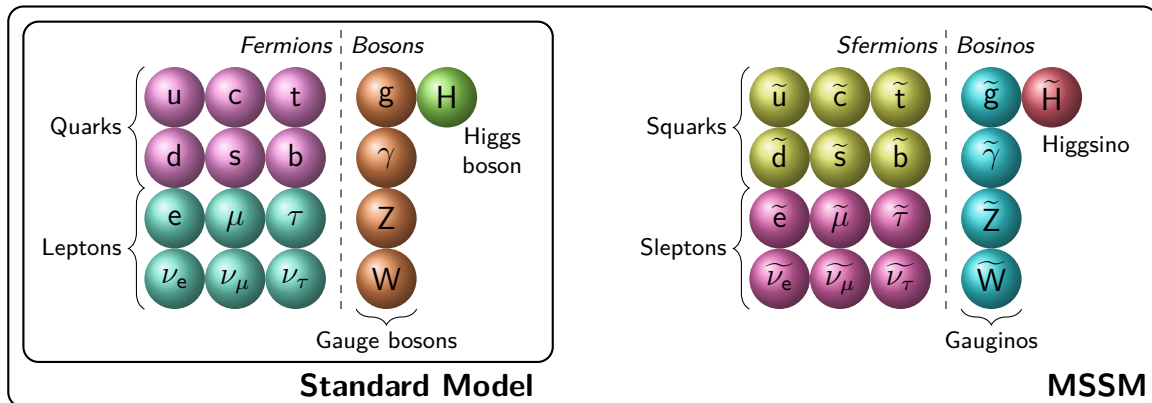 Fermions Bosons
u c t g H
Quarks
Higgs
boson
d s b γ
e μ τ Z
Leptons
νe νμ ντ W
Gauge bosons
Standard Model
Sfermions Bosinos
ũ c̃ t̃ g̃ H̃
Squarks
Higgsino
d̃ s̃ b̃ γ̃
ẽ μ̃ τ̃ Z̃
Sleptons
ν̃e ν̃μ ν̃τ W̃
Gauginos
MSSM